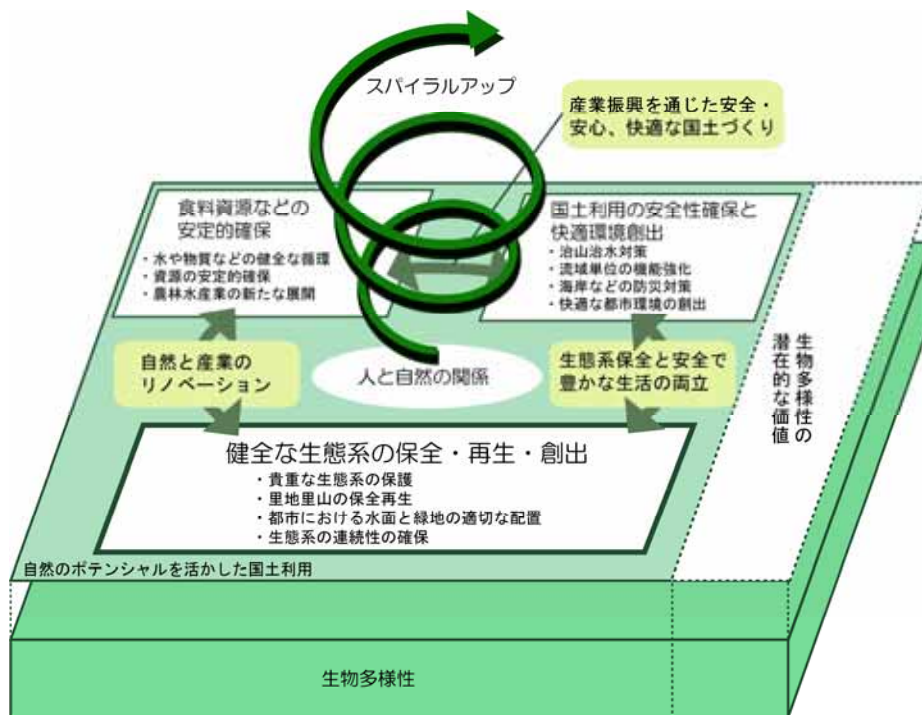 スパイラルアップ
産業振興を通じた安全・
安心、快適な国土づくり
食料資源などの
安定的確保
・水や物質などの健全な循環
・資源の安定的確保
・農林水産業の新たな展開
国土利用の安全性確保と
快適環境創出
・治山治水対策
・流域単位の機能強化
・海岸などの防災対策
・快適な都市環境の創出
自然と産業の
リノベーション
人と自然の関係
生態系保全と安全で
豊かな生活の両立
生物多様性の
潜在的な価値
健全な生態系の保全・再生・創出
・貴重な生態系の保護
・里地里山の保全再生
・都市における水面と緑地の適切な配置
・生態系の連続性の確保
自然のポテンシャルを活かした国土利用
生物多様性